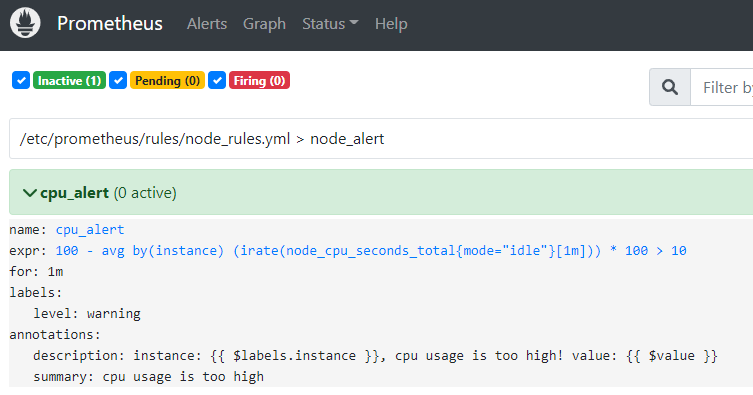 Prometheus Alerts Graph Status Help
Inactive (1) Pending (0) Firing (0) Filter by
/etc/prometheus/rules/node_rules.yml > node_alert
cpu_alert (0 active)
name: cpu_alert
expr: 100 - avg by(instance) (irate(node_cpu_seconds_total{mode="idle"}[1m])) * 100 > 10
for: 1m
labels:
level: warning
annotations:
description: instance: {{ $labels.instance }}, cpu usage is too high! value: {{ $value }}
summary: cpu usage is too high